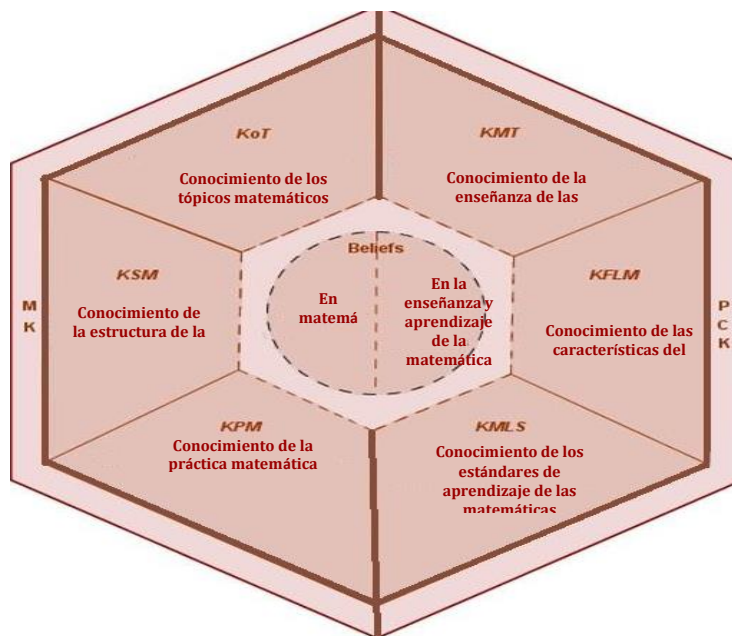 KoT
Conocimiento de los
tópicos matemáticos
KMT
Conocimiento de la
enseñanza de las
Beliefs
En
matemá
En la
enseñanza y
aprendizaje
de la
matemática
KSM
Conocimiento de
la estructura de la
KFLM
Conocimiento de las
características del
M
K
P
C
K
KPM
Conocimiento de la
práctica matemática
KMLS
Conocimiento de los
estándares de
aprendizaje de las
matemáticas